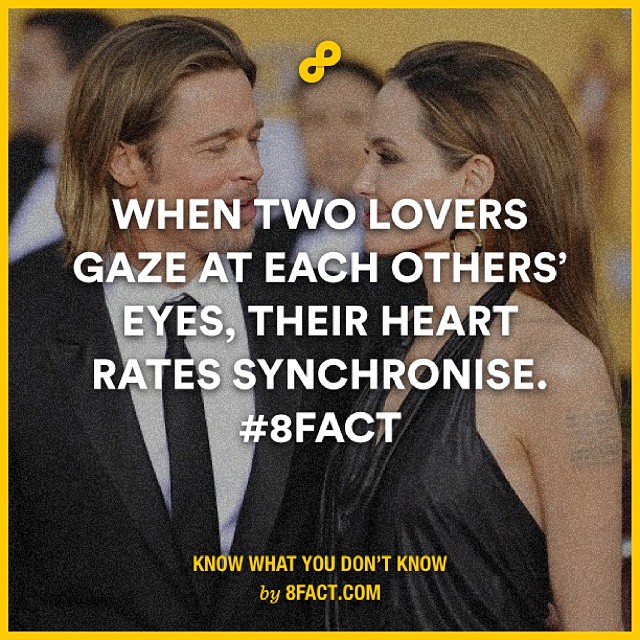 WHEN TWO LOVERS
GAZE AT EACH OTHERS’
EYES, THEIR HEART
RATES SYNCHRONISE.
#8FACT
KNOW WHAT YOU DON’T KNOW
by 8FACT.COM